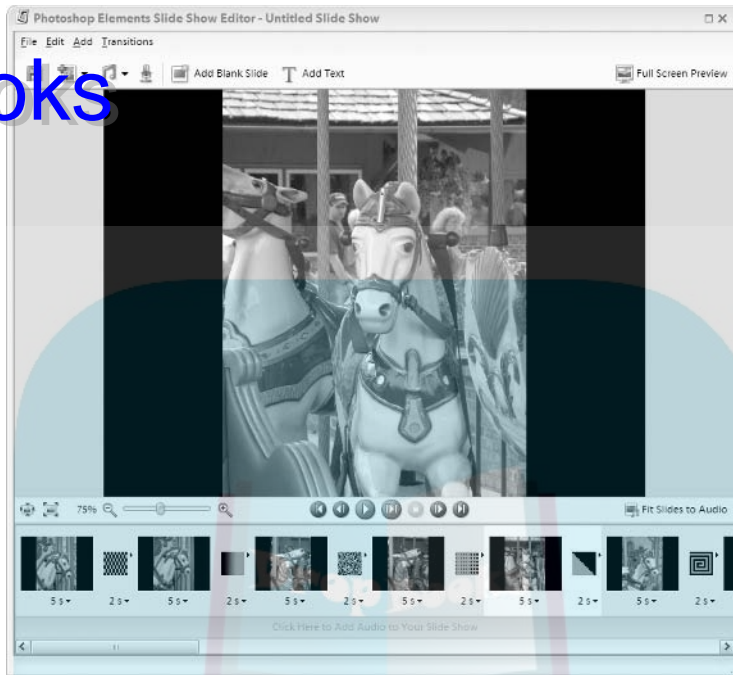 Photoshop Elements Slide Show Editor - Untitled Slide Show
File Edit Add Transitions
Add Blank Slide Add Text Full Screen Preview
oks
75% Fit Slides to Audio
5 s 2 s 5 s 2 s 5 s 2 s 5 s 2 s 5 s 2 s 5 s 2 s
Click Here to Add Audio to Your Slide Show